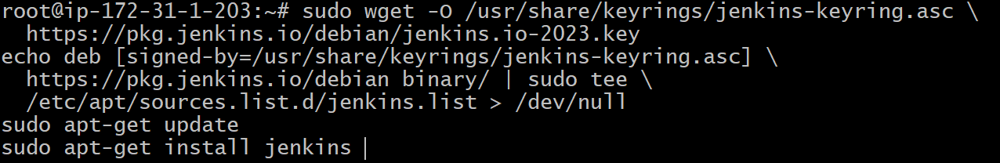 root@ip-172-31-1-203:~# sudo wget -O /usr/share/keyrings/jenkins-keyring.asc \
  https://pkg.jenkins.io/debian/jenkins.io-2023.key
echo deb [signed-by=/usr/share/keyrings/jenkins-keyring.asc] \
  https://pkg.jenkins.io/debian binary/ | sudo tee \
  /etc/apt/sources.list.d/jenkins.list > /dev/null
sudo apt-get update
sudo apt-get install jenkins